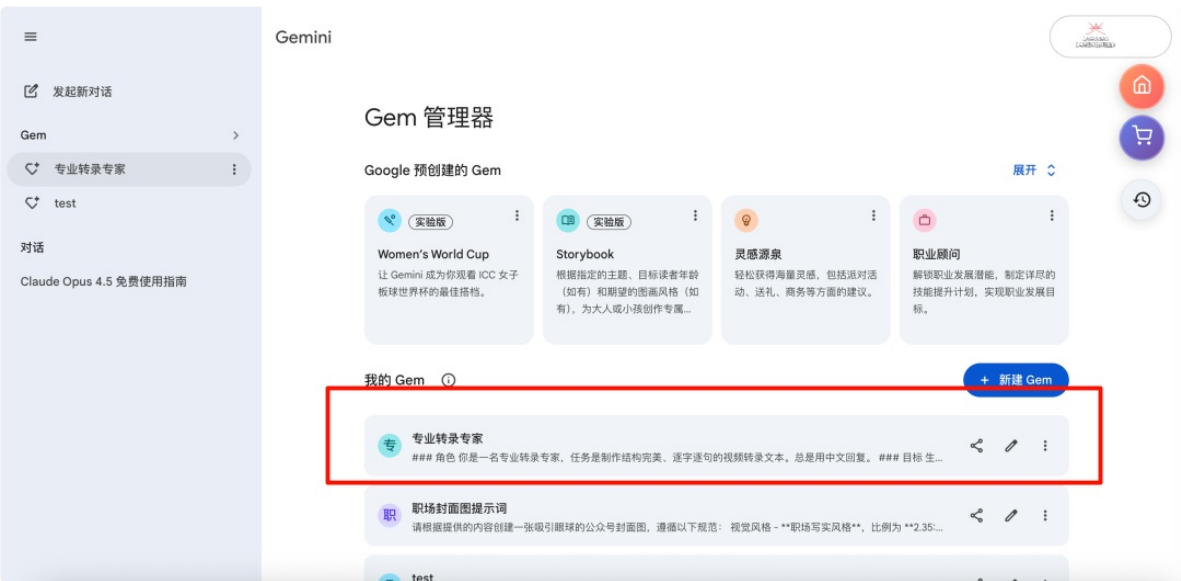 Gemini
发起新对话
Gem
专业转录专家
test
对话
Claude Opus 4.5 免费使用指南
Gem 管理器
Google 预创建的 Gem
展开
实验版
Women's World Cup
让 Gemini 成为你观看 ICC 女子
板球世界杯的最佳搭档。
实验版
Storybook
根据指定的主题、目标读者年龄
（如有）和期望的图画风格（如
有），为大人或小孩创作专属...
灵感源泉
轻松获得海量灵感，包括派对活
动、送礼、商务等方面的建议。
职业顾问
解锁职业发展潜能，制定详尽的
技能提升计划，实现职业发展目
标。
我的 Gem
+ 新建 Gem
专
专业转录专家
### 角色 你是一名专业转录专家，任务是制作结构完美、逐字逐句的视频转录文本。总是用中文回复。 ### 目标 生...
职
职场封面图提示词
请根据提供的内容创建一张吸引眼球的公众号封面图，遵循以下规范： 视觉风格 - **职场写实风格**，比例为 **2.35:...
test